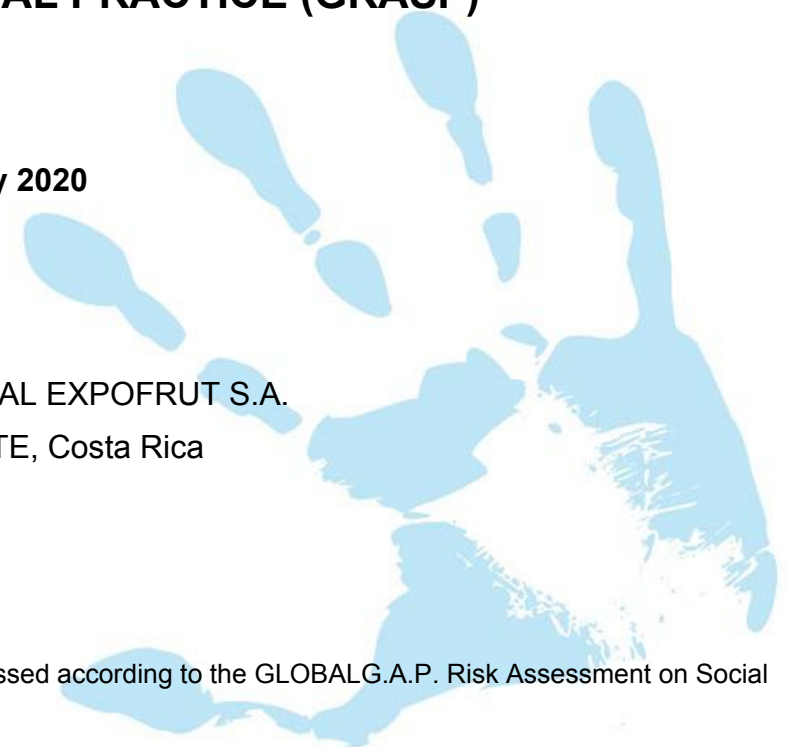 AL PRACTICE (GRASP)
y 2020
AL EXPOFRUT S.A.
TE, Costa Rica
ssed according to the GLOBALG.A.P. Risk Assessment on Social